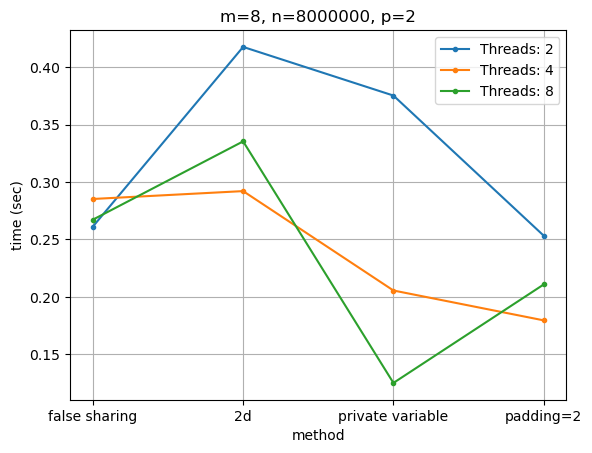 m=8, n=8000000, p=2
Threads: 2
Threads: 4
Threads: 8
time (sec)
0.40
0.35
0.30
0.25
0.20
0.15
false sharing
2d
private variable
padding=2
method